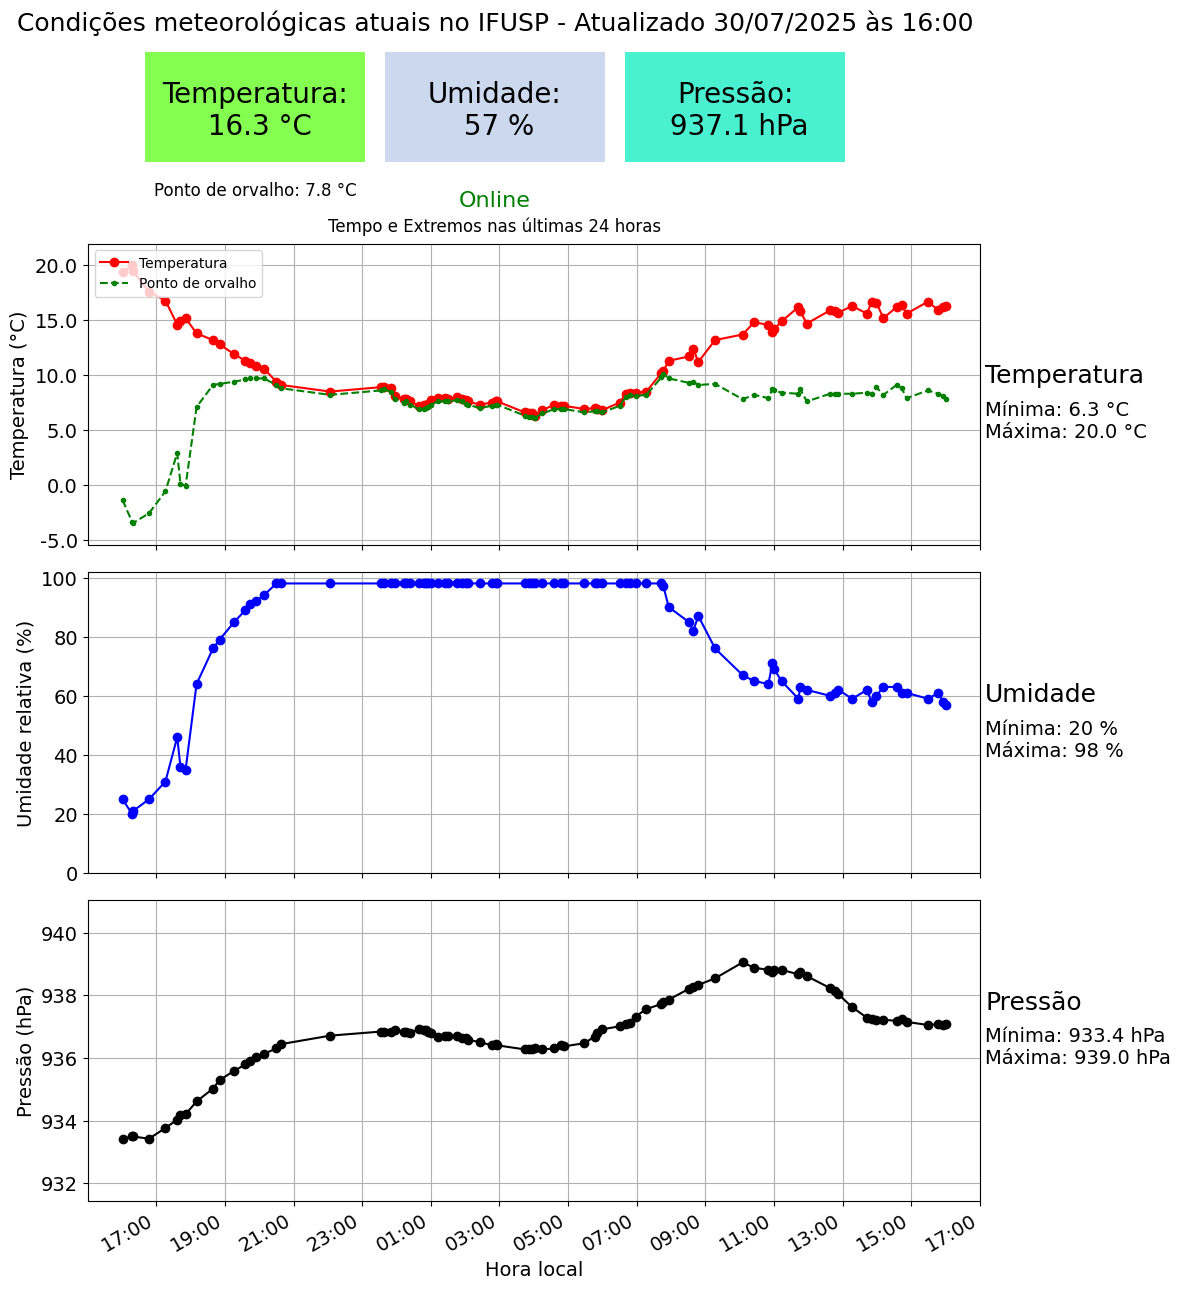 Condições meteorológicas atuais no IFUSP - Atualizado 30/07/2025 às 16:00
Temperatura:
16.3 °C
Umidade:
57 %
Pressão:
937.1 hPa
Ponto de orvalho: 7.8 °C
Online
Tempo e Extremos nas últimas 24 horas
Temperatura (°C)
20.0
15.0
10.0
5.0
0.0
-5.0
Temperatura
Ponto de orvalho
Temperatura
Mínima: 6.3 °C
Máxima: 20.0 °C
Umidade relativa (%)
100
80
60
40
20
0
Umidade
Mínima: 20 %
Máxima: 98 %
Pressão (hPa)
940
938
936
934
932
Pressão
Mínima: 933.4 hPa
Máxima: 939.0 hPa
17:00 19:00 21:00 23:00 01:00 03:00 05:00 07:00 09:00 11:00 13:00 15:00 17:00
Hora local